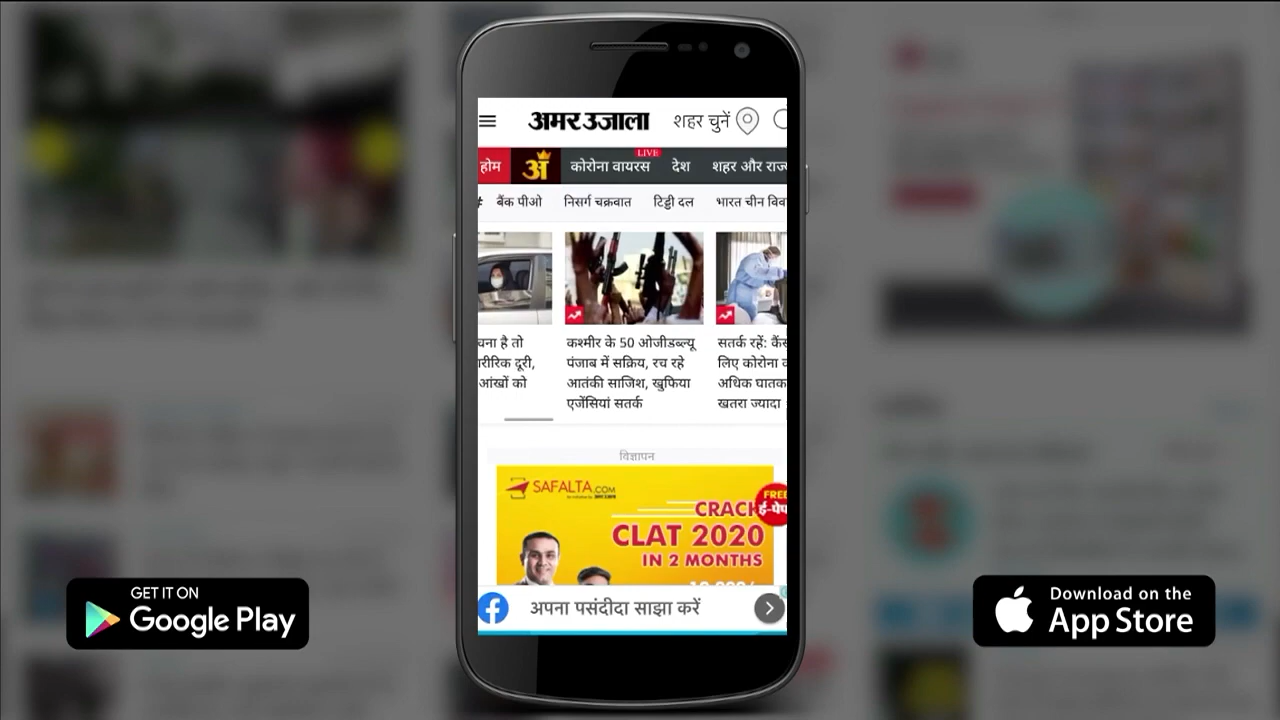 अमर उजाला
शहर चुनें
होम
अ
कोरोना वायरस
LIVE
देश
शहर और राज्
# बैंक पीओ
निसर्ग चक्रवात
टिड्डी दल
भारत चीन विवा
चना है तो
ारीरिक दूरी,
आंखों को
कश्मीर के 50 ओजीडब्ल्यू
पंजाब में सक्रिय, रच रहे
आतंकी साजिश, खुफिया
एजेंसियां सतर्क
सतर्क रहें: कैंस
लिए कोरोना व
अधिक घातक
खतरा ज्यादा
विज्ञापन
SAFALTA.COM
CRACK
CLAT 2020
IN 2 MONTHS
FREE
ई-पेप
अपना पसंदीदा साझा करें
GET IT ON
Google Play
Download on the
App Store